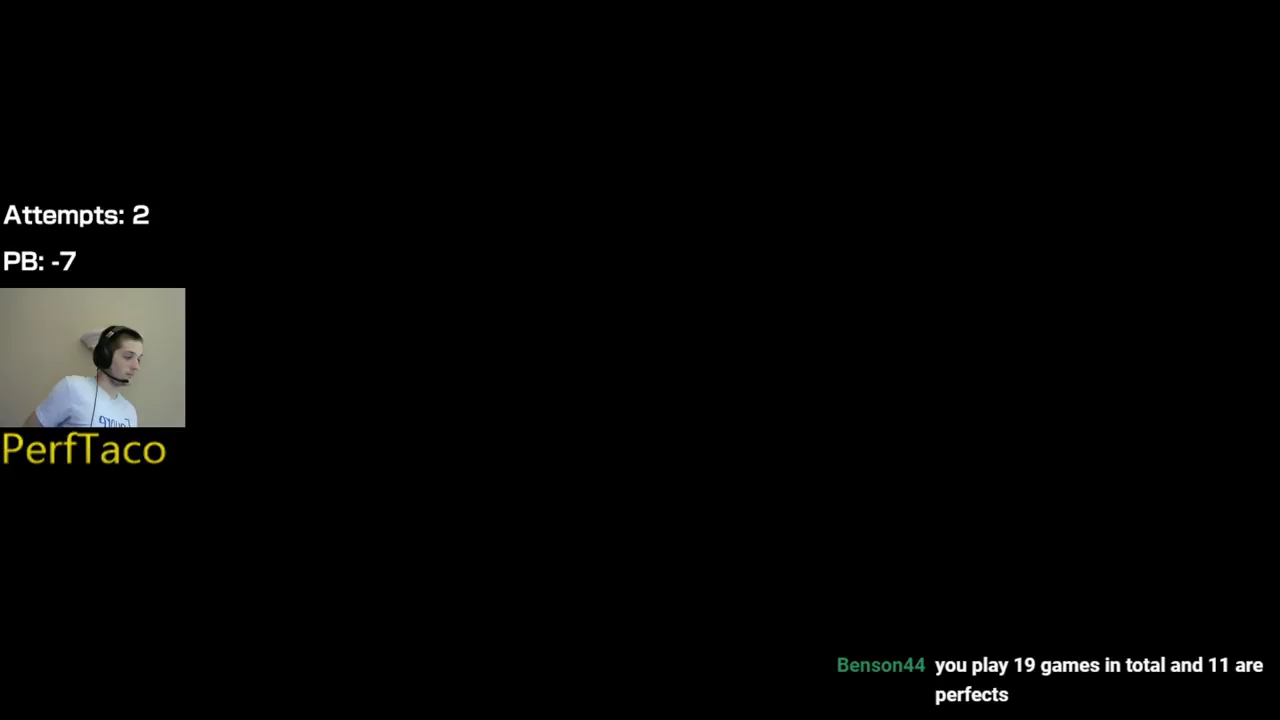 Attempts: 2
PB: -7
PerfTaco
Benson44 you play 19 games in total and 11 are
perfects